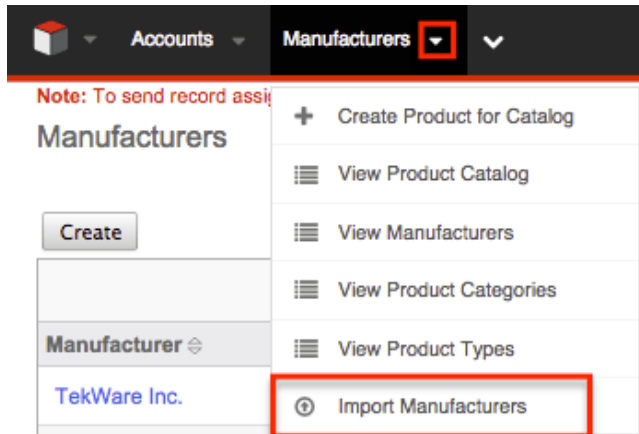 Accounts Manufacturers
Note: To send record assi
Manufacturers
Create
Manufacturer
TekWare Inc.
Create Product for Catalog
View Product Catalog
View Manufacturers
View Product Categories
View Product Types
Import Manufacturers